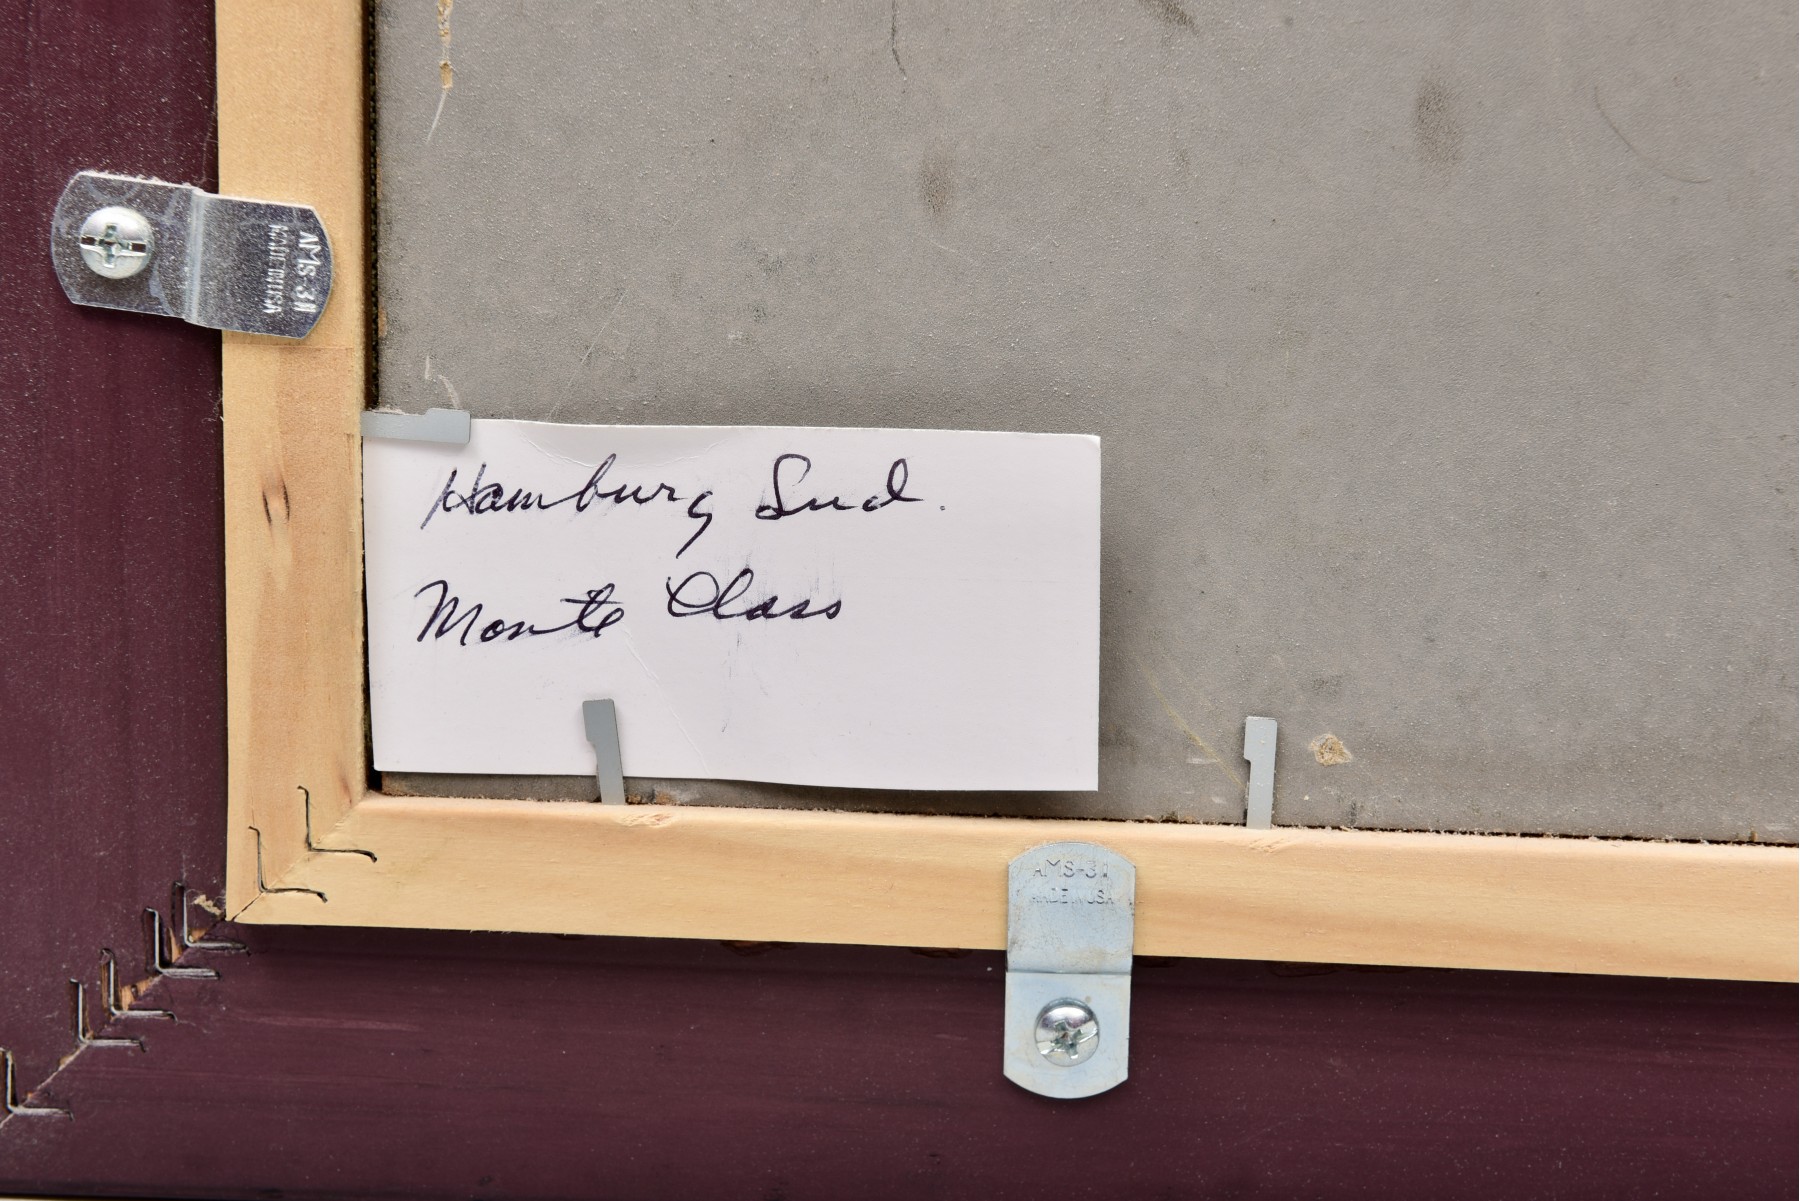 AMS-31
MADE IN USA
Hamburg Sud.
Monte Class
AMS-31
MADE IN USA